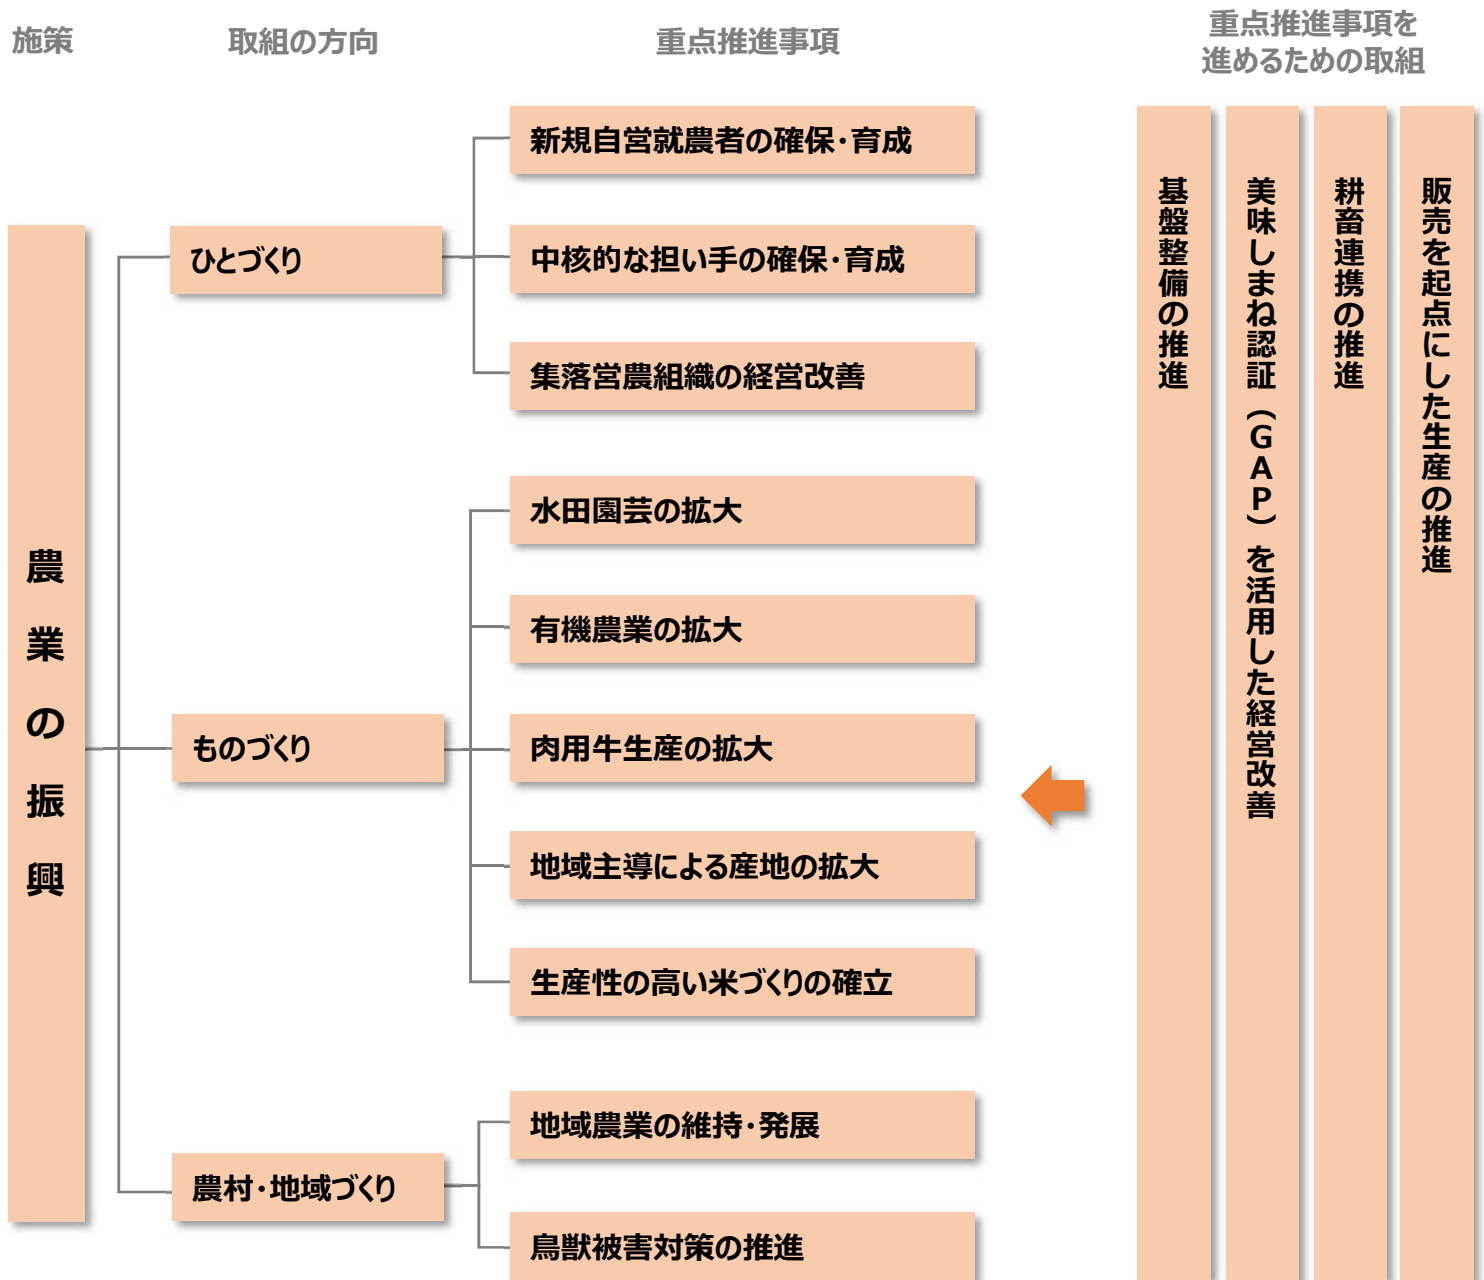 施策
取組の方向
重点推進事項
重点推進事項を
進めるための取組
農業の振興
ひとづくり
新規自営就農者の確保・育成
中核的な担い手の確保・育成
集落営農組織の経営改善
ものづくり
水田園芸の拡大
有機農業の拡大
肉用牛生産の拡大
地域主導による産地の拡大
生産性の高い米づくりの確立
農村・地域づくり
地域農業の維持・発展
鳥獣被害対策の推進
販売を起点にした生産の推進
耕畜連携の推進
美味しまね認証（GAP）を活用した経営改善
基盤整備の推進